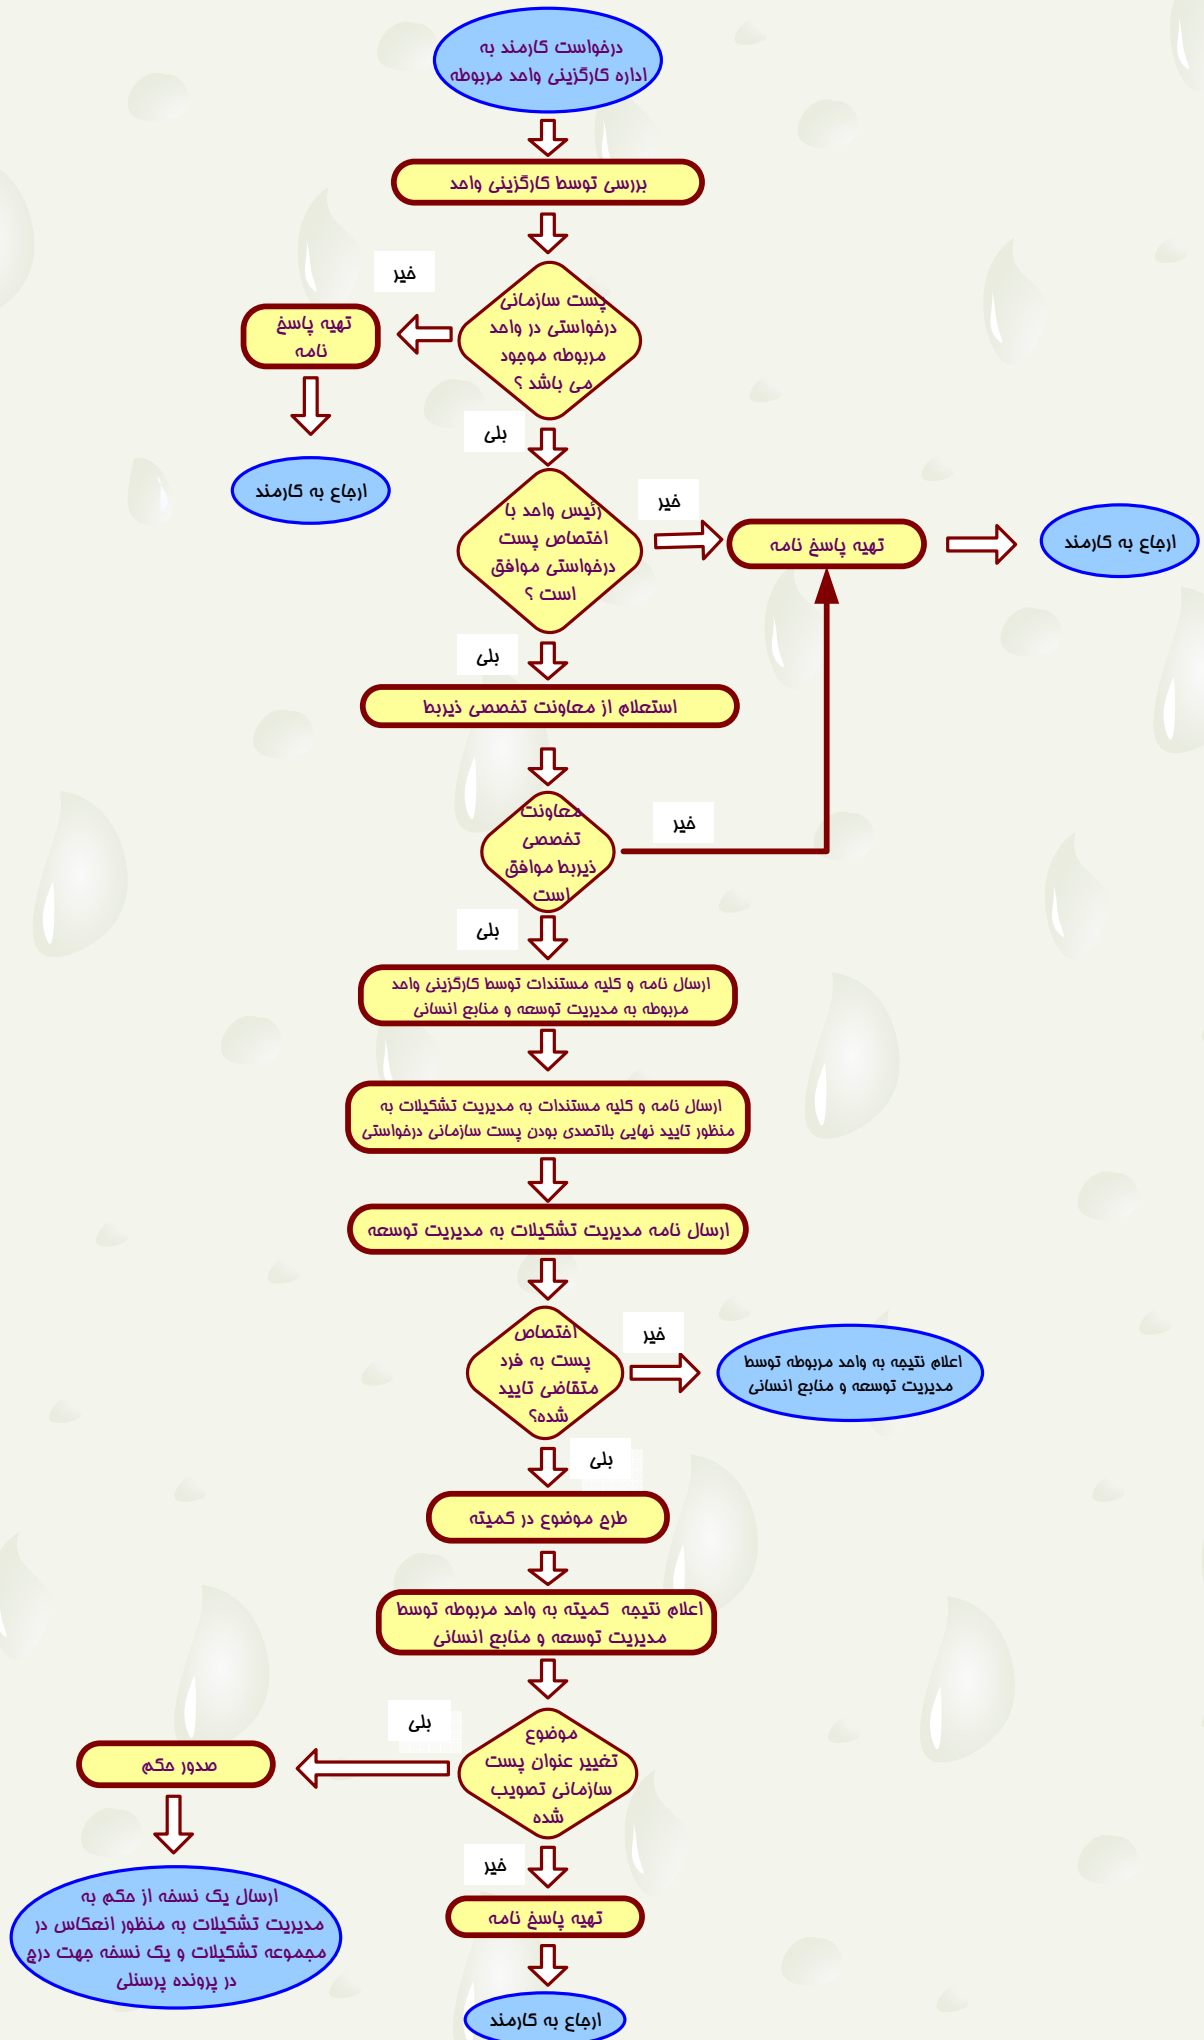 درخواست کارمند به
اداره کارگزینی واحد مربوطه
بررسی توسط کارگزینی واحد
خیر
پست سازمانی
درخواستی در واحد
مربوطه موجود
می باشد ؟
تهیه پاسخ
نامه
بلی
ارجاع به کارمند
رئیس واحد با
اختصاص پست
درخواستی موافق
است ؟
خیر
تهیه پاسخ نامه
ارجاع به کارمند
بلی
استعلام از معاونت تخصصی ذیربط
معاونت
تخصصی
ذیربط موافق
است
خیر
بلی
ارسال نامه و کلیه مستندات توسط کارگزینی واحد
مربوطه به مدیریت توسعه و منابع انسانی
ارسال نامه و کلیه مستندات به مدیریت تشکیلات به
منظور تایید نهایی بلاتصدی بودن پست سازمانی درخواستی
ارسال نامه مدیریت تشکیلات به مدیریت توسعه
اختصاص
پست به فرد
متقاضی تایید
شده؟
خیر
اعلام نتیجه به واحد مربوطه توسط
مدیریت توسعه و منابع انسانی
بلی
طرح موضوع در کمیته
اعلام نتیجه کمیته به واحد مربوطه توسط
مدیریت توسعه و منابع انسانی
بلی
موضوع
تغییر عنوان پست
سازمانی تصویب
شده
صدور حکم
خیر
ارسال یک نسخه از حکم به
مدیریت تشکیلات به منظور انعکاس در
مجموعه تشکیلات و یک نسخه جهت درج
در پرونده پرسنلی
تهیه پاسخ نامه
ارجاع به کارمند